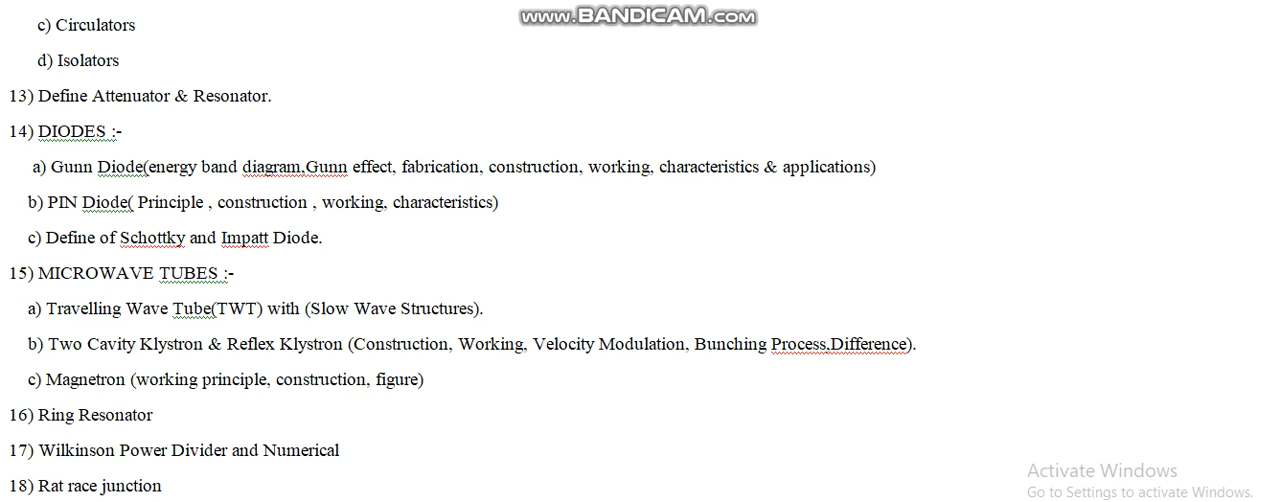 www.BANDICAM.com
c) Circulators
d) Isolators
13) Define Attenuator & Resonator.
14) DIODES :-
a) Gunn Diode(energy band diagram,Gunn effect, fabrication, construction, working, characteristics & applications)
b) PIN Diode( Principle , construction , working, characteristics)
c) Define of Schottky and Impatt Diode.
15) MICROWAVE TUBES :-
a) Travelling Wave Tube(TWT) with (Slow Wave Structures).
b) Two Cavity Klystron & Reflex Klystron (Construction, Working, Velocity Modulation, Bunching Process,Difference).
c) Magnetron (working principle, construction, figure)
16) Ring Resonator
17) Wilkinson Power Divider and Numerical
18) Rat race junction
Activate Windows
Go to Settings to activate Windows.